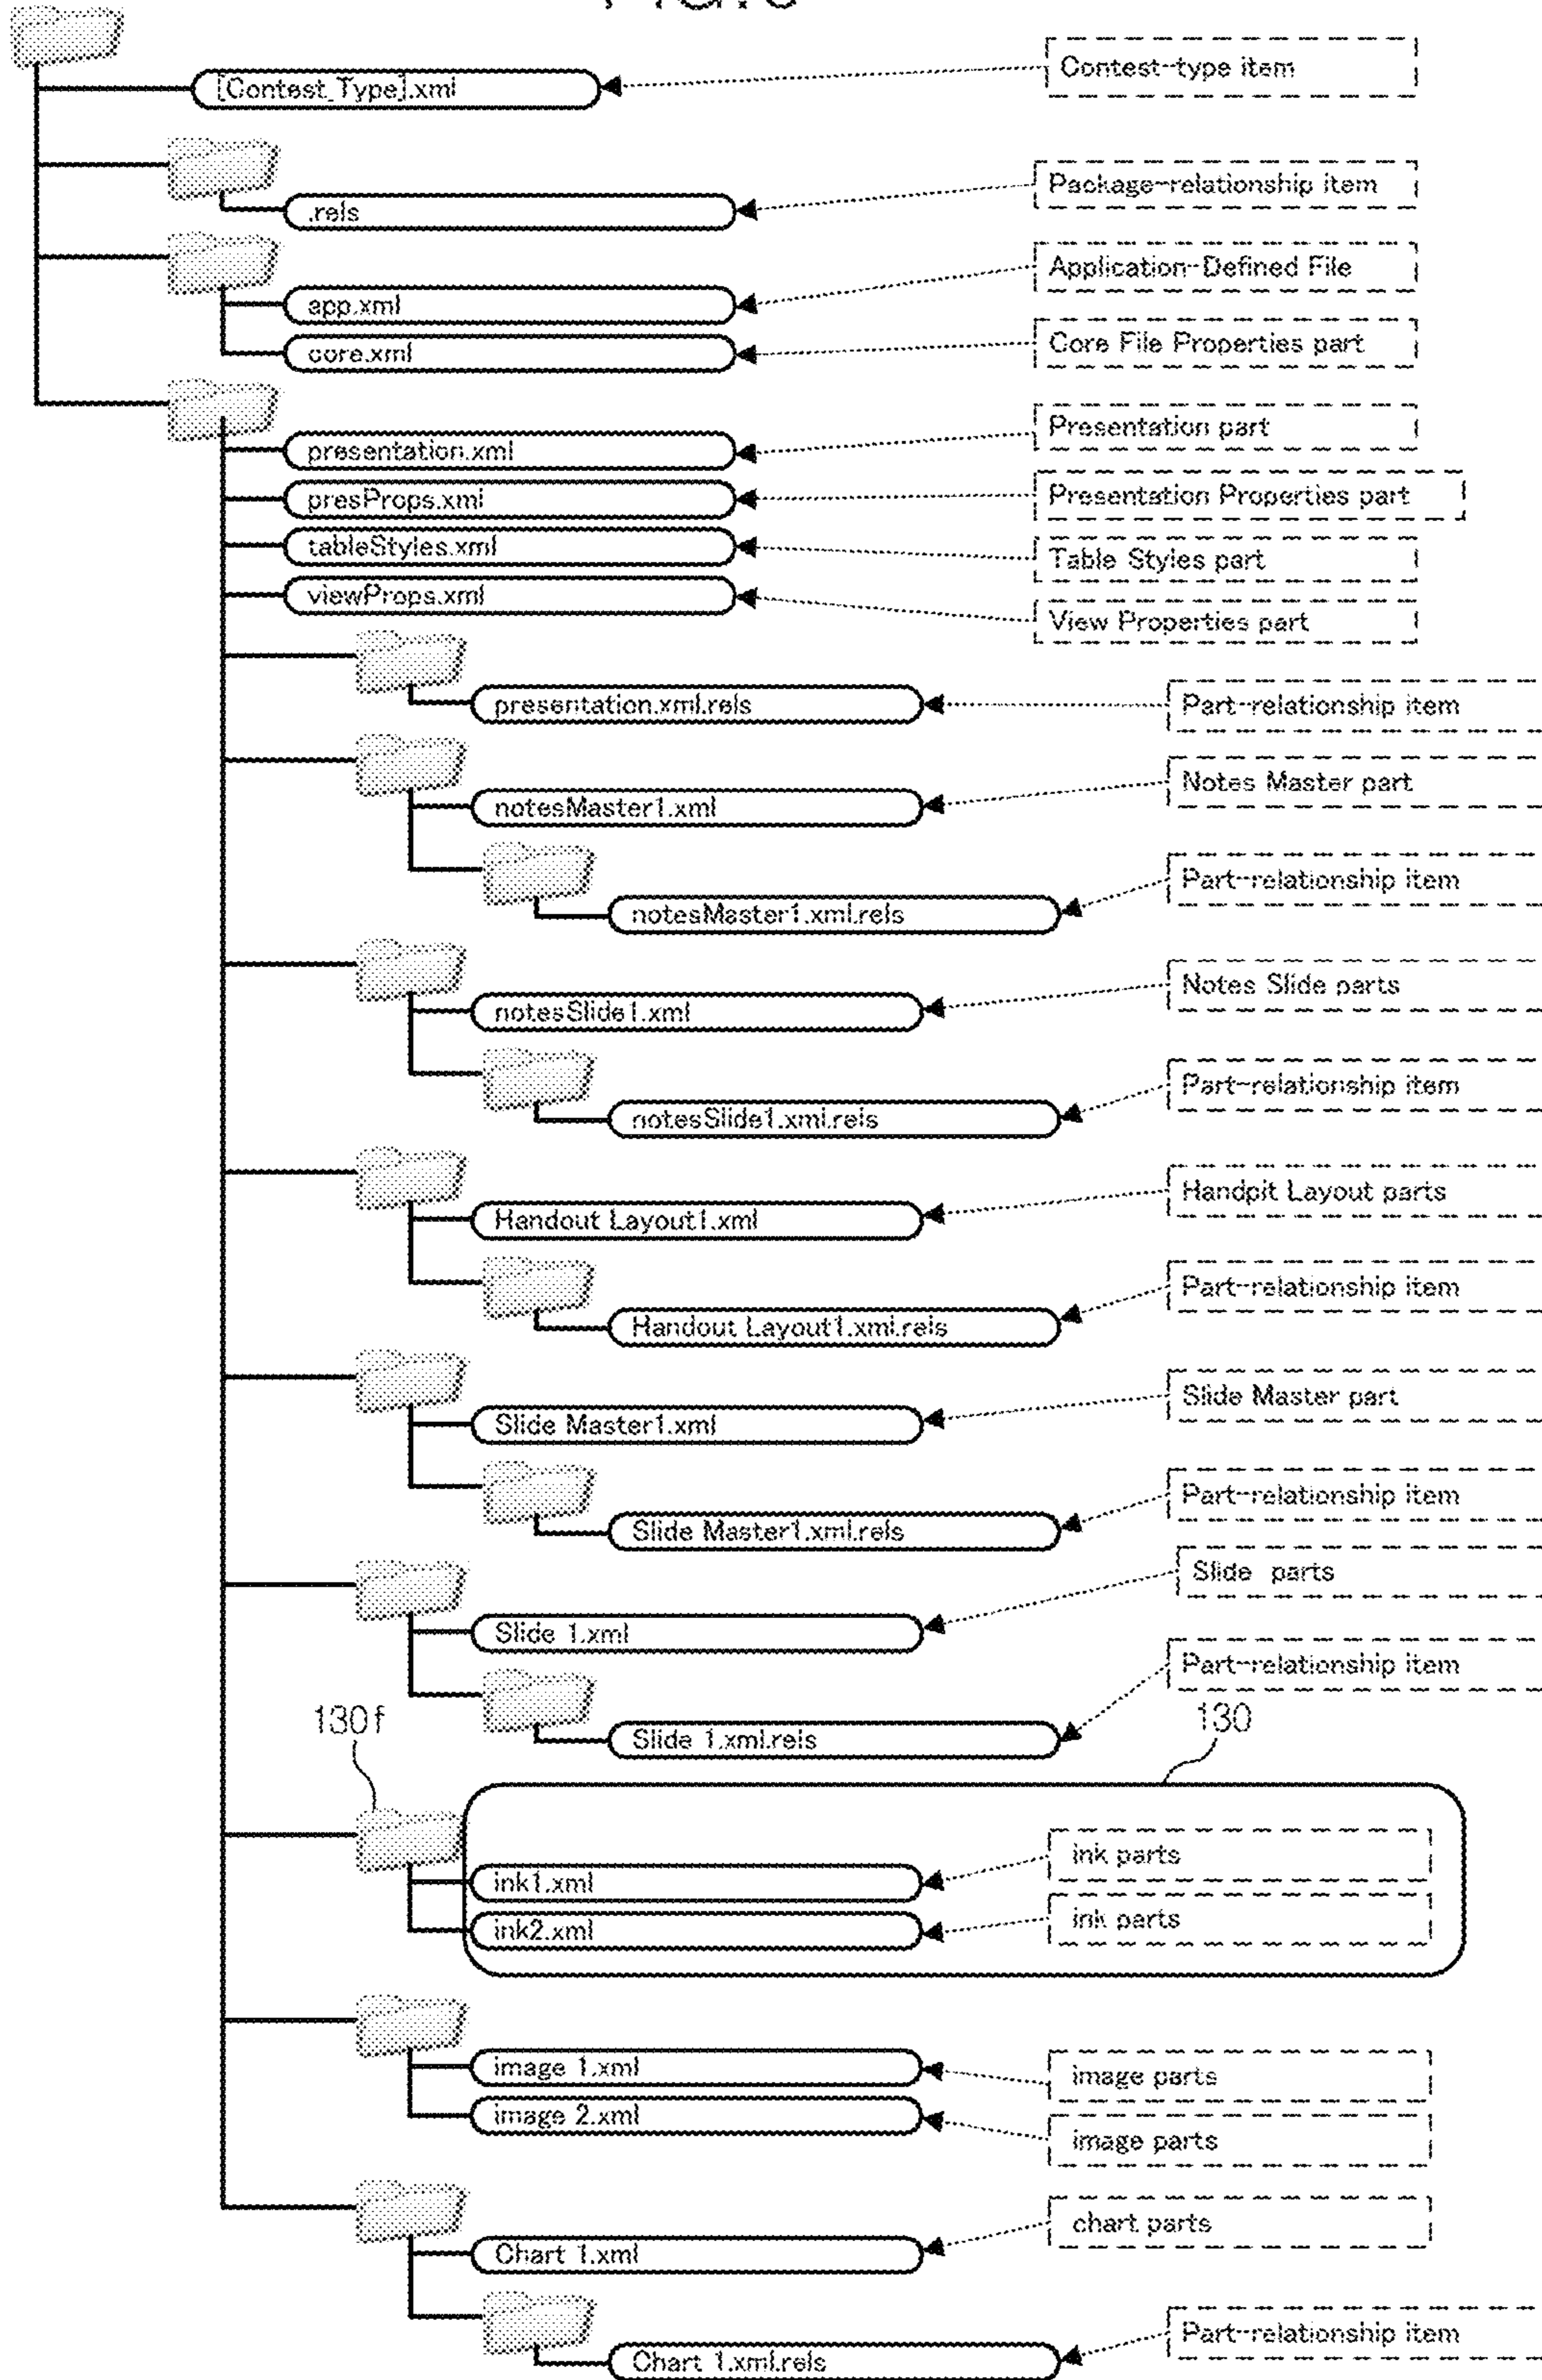 [Contest_Type].xml
Contest-type item
.rels
Package-relationship item
app.xml
Application-Defined File
core.xml
Core File Properties part
presentation.xml
Presentation part
presProps.xml
Presentation Properties part
tableStyles.xml
Table Styles part
viewProps.xml
View Properties part
presentation.xml.rels
Part-relationship item
notesMaster1.xml
Notes Master part
notesMaster1.xml.rels
Part-relationship item
notesSlide1.xml
Notes Slide parts
notesSlide1.xml.rels
Part-relationship item
Handout Layout1.xml
Handpit Layout parts
Handout Layout1.xml.rels
Part-relationship item
Slide Master1.xml
Slide Master part
Slide Master1.xml.rels
Part-relationship item
Slide 1.xml
Slide parts
Slide 1.xml.rels
Part-relationship item
130f
130
ink1.xml
ink parts
ink2.xml
ink parts
image 1.xml
image parts
image 2.xml
image parts
Chart 1.xml
chart parts
Chart 1.xml.rels
Part-relationship item